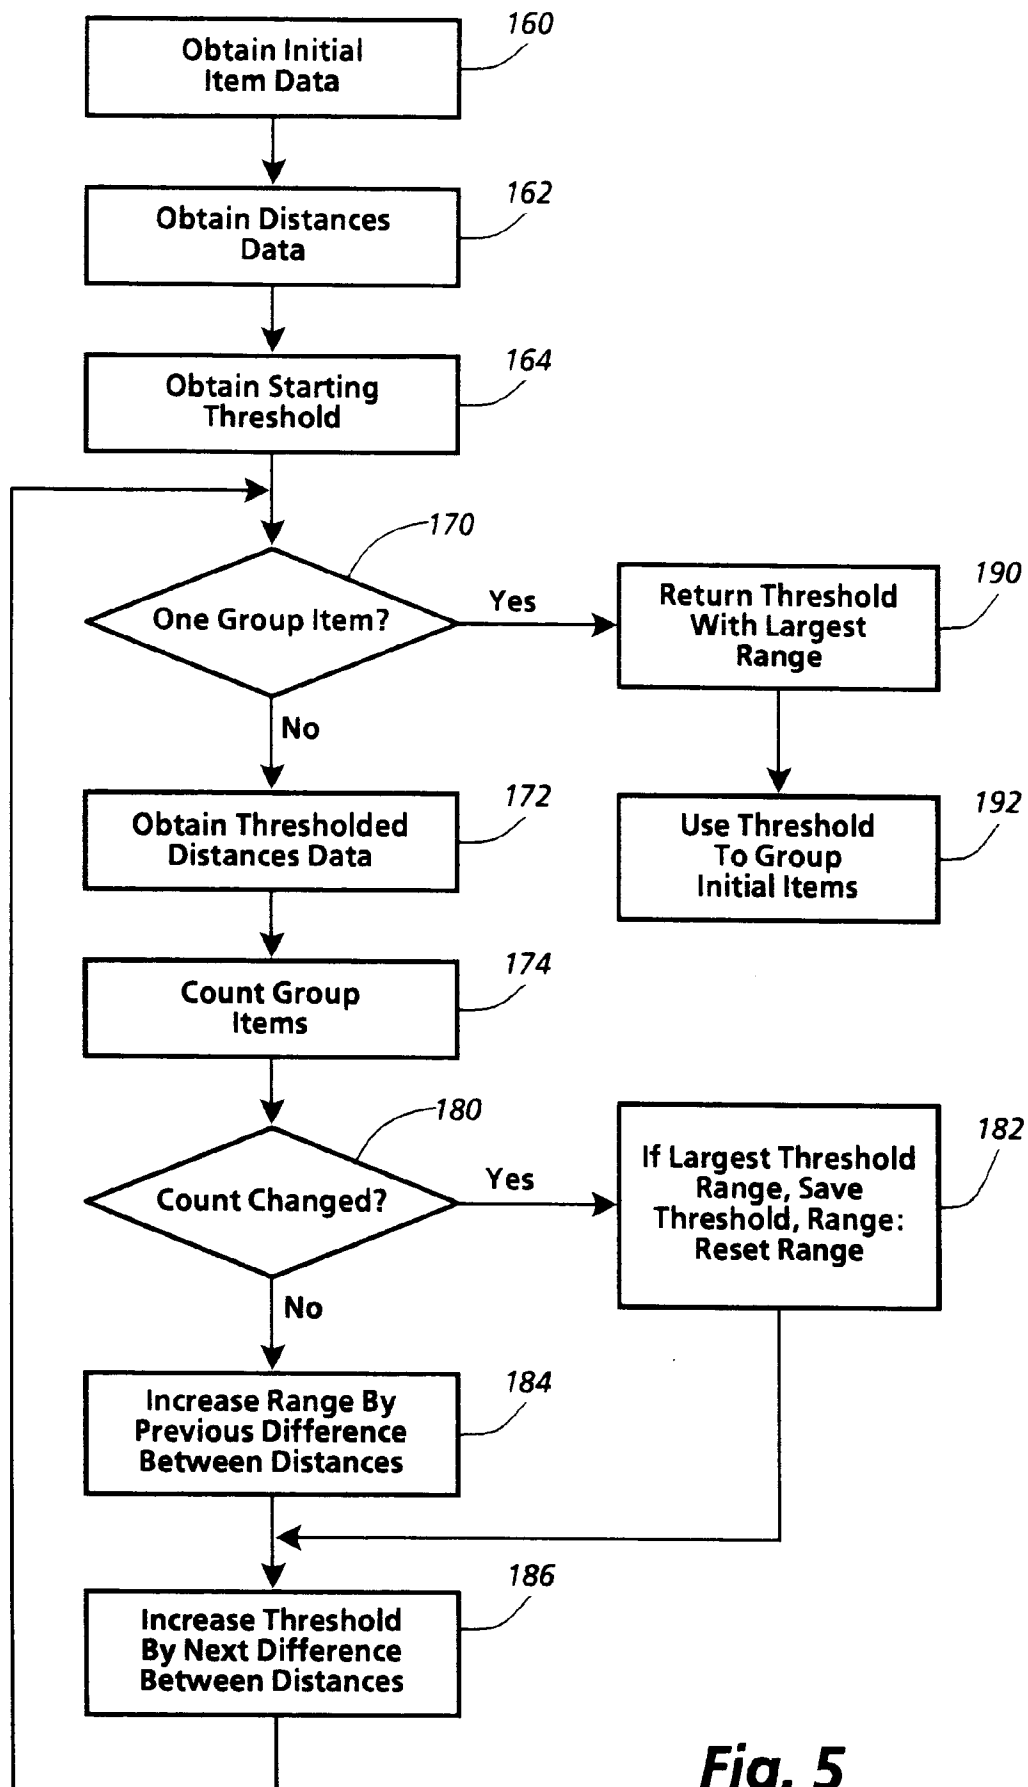 160
Obtain Initial
Item Data
162
Obtain Distances
Data
164
Obtain Starting
Threshold
170
One Group Item?
Yes
No
190
Return Threshold
With Largest
Range
192
Use Threshold
To Group
Initial Items
172
Obtain Thresholded
Distances Data
174
Count Group
Items
180
Count Changed?
Yes
No
182
If Largest Threshold
Range, Save
Threshold, Range:
Reset Range
184
Increase Range By
Previous Difference
Between Distances
186
Increase Threshold
By Next Difference
Between Distances
Fig. 5